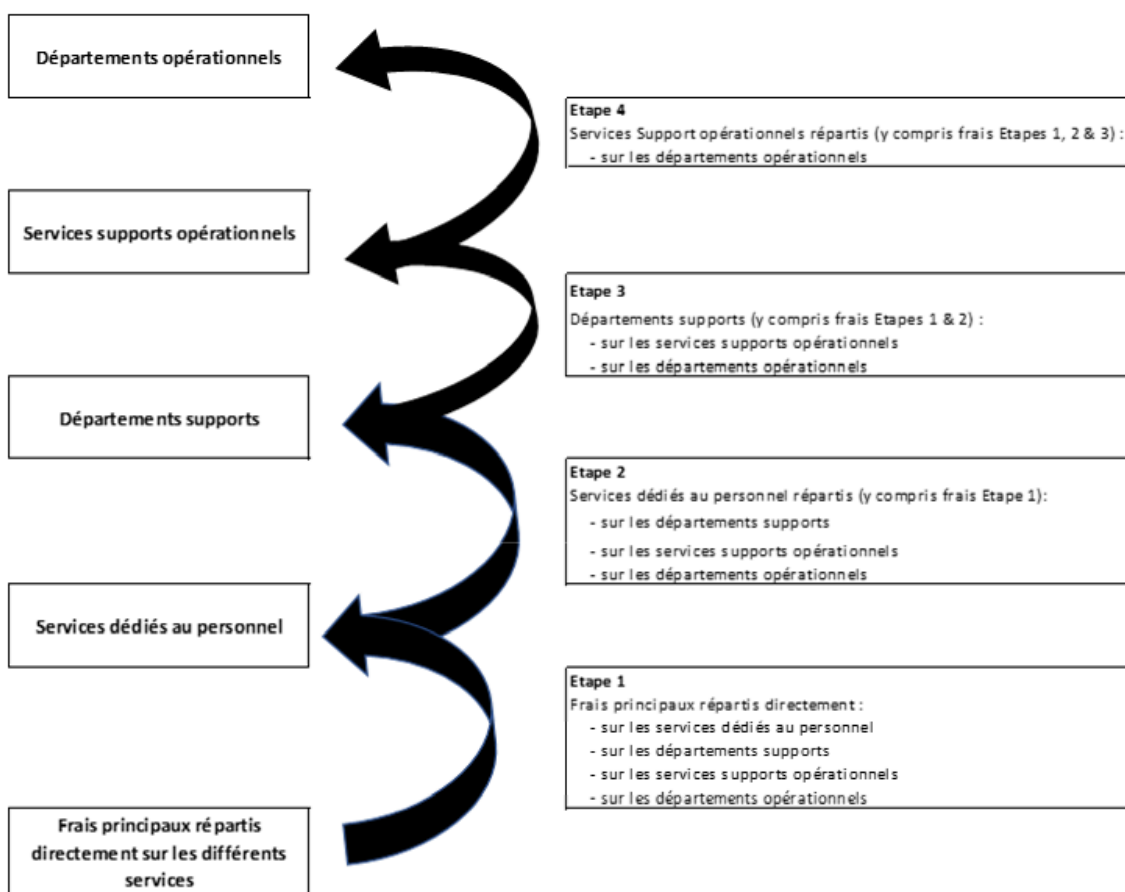 Départements opérationnels
Etape 4
Services Support opérationnels répartis (y compris frais Etapes 1, 2 & 3) :
- sur les départements opérationnels
Services supports opérationnels
Etape 3
Départements supports (y compris frais Etapes 1 & 2) :
- sur les services supports opérationnels
- sur les départements opérationnels
Départements supports
Etape 2
Services dédiés au personnel répartis (y compris frais Etape 1):
- sur les départements supports
- sur les services supports opérationnels
- sur les départements opérationnels
Services dédiés au personnel
Etape 1
Frais principaux répartis directement :
- sur les services dédiés au personnel
- sur les départements supports
- sur les services supports opérationnels
- sur les départements opérationnels
Frais principaux répartis
directement sur les différents
services